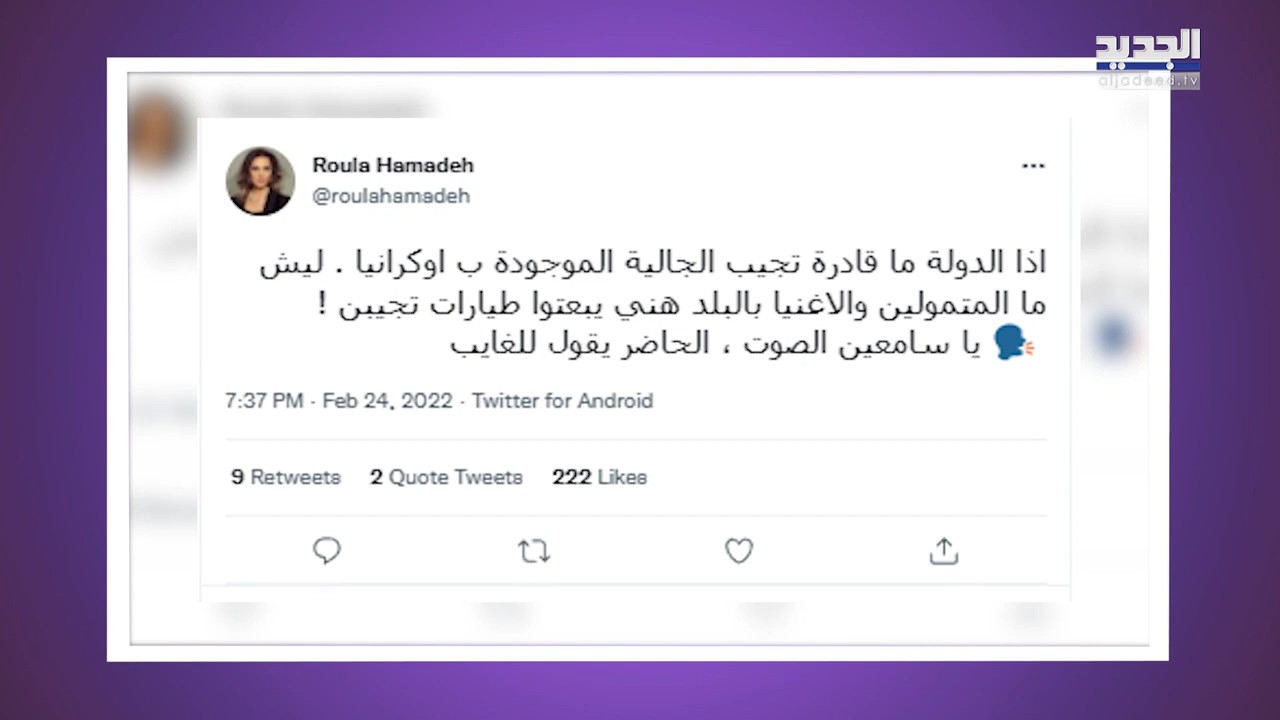 الجديد
aljadeed.tv
Roula Hamadeh
@roulahamadeh
اذا الدولة ما قادرة تجيب الجالية الموجودة ب اوكرانيا . ليش
ما المتمولين والاغنيا بالبلد هني يبعتوا طيارات تجيبن !
🗣 يا سامعين الصوت ، الحاضر يقول للغايب
7:37 PM · Feb 24, 2022 · Twitter for Android
9 Retweets 2 Quote Tweets 222 Likes